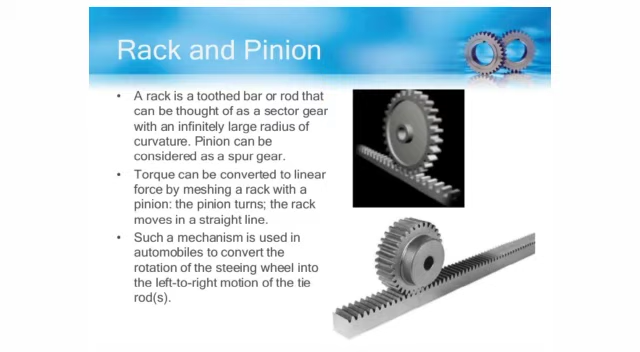 Rack and Pinion
• A rack is a toothed bar or rod that
can be thought of as a sector gear
with an infinitely large radius of
curvature. Pinion can be
considered as a spur gear.
• Torque can be converted to linear
force by meshing a rack with a
pinion: the pinion turns; the rack
moves in a straight line.
• Such a mechanism is used in
automobiles to convert the
rotation of the steeing wheel into
the left-to-right motion of the tie
rod(s).